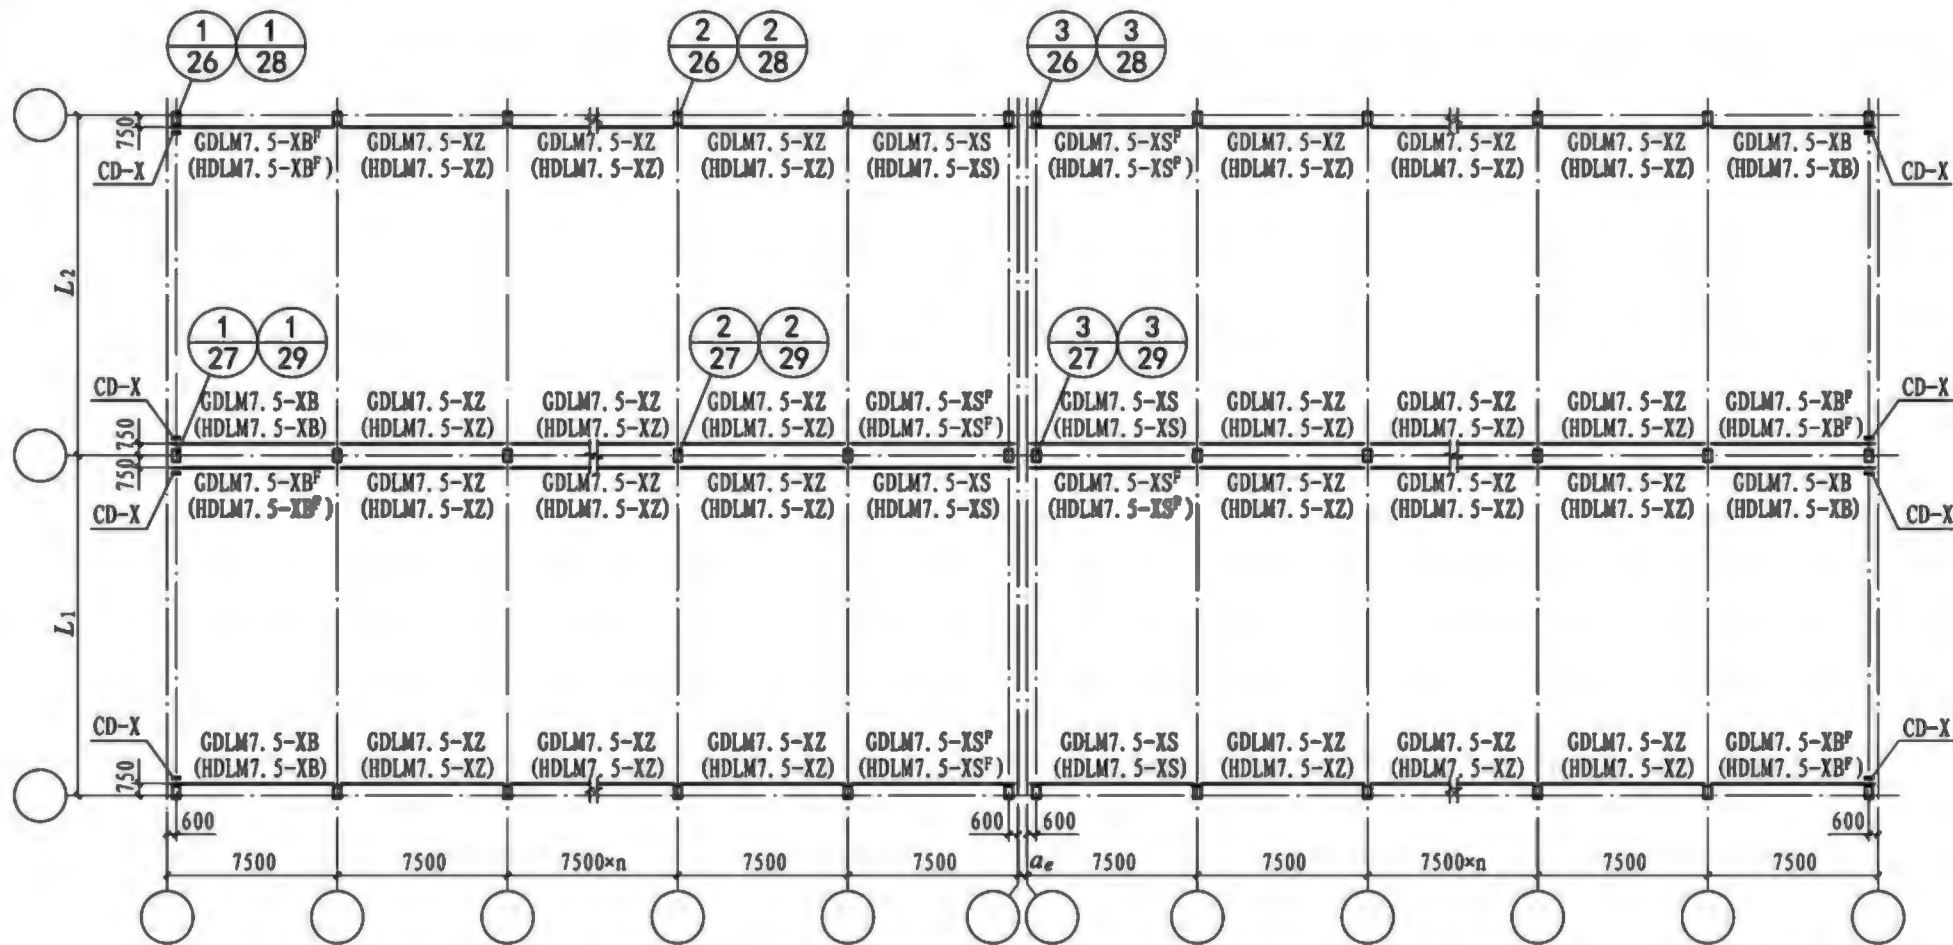 1 1 2 2 3 3
26 28 26 28 26 28
750
GDLM7.5-XBᶠ GDLM7.5-XZ GDLM7.5-XZ GDLM7.5-XZ GDLM7.5-XS GDLM7.5-XSᶠ GDLM7.5-XZ GDLM7.5-XZ GDLM7.5-XZ GDLM7.5-XB
(HDLM7.5-XBᶠ) (HDLM7.5-XZ) (HDLM7.5-XZ) (HDLM7.5-XZ) (HDLM7.5-XS) (HDLM7.5-XSᶠ) (HDLM7.5-XZ) (HDLM7.5-XZ) (HDLM7.5-XZ) (HDLM7.5-XB)
CD-X CD-X
L₂
1 1 2 2 3 3
27 29 27 29 27 29
CD-X CD-X
GDLM7.5-XB GDLM7.5-XZ GDLM7.5-XZ GDLM7.5-XZ GDLM7.5-XSᶠ GDLM7.5-XS GDLM7.5-XZ GDLM7.5-XZ GDLM7.5-XZ GDLM7.5-XBᶠ
(HDLM7.5-XB) (HDLM7.5-XZ) (HDLM7.5-XZ) (HDLM7.5-XZ) (HDLM7.5-XSᶠ) (HDLM7.5-XS) (HDLM7.5-XZ) (HDLM7.5-XZ) (HDLM7.5-XZ) (HDLM7.5-XBᶠ)
750
750
GDLM7.5-XBᶠ GDLM7.5-XZ GDLM7.5-XZ GDLM7.5-XZ GDLM7.5-XS GDLM7.5-XSᶠ GDLM7.5-XZ GDLM7.5-XZ GDLM7.5-XZ GDLM7.5-XB
(HDLM7.5-XBᶠ) (HDLM7.5-XZ) (HDLM7.5-XZ) (HDLM7.5-XZ) (HDLM7.5-XS) (HDLM7.5-XSᶠ) (HDLM7.5-XZ) (HDLM7.5-XZ) (HDLM7.5-XZ) (HDLM7.5-XB)
CD-X CD-X
L₁
CD-X CD-X
GDLM7.5-XB GDLM7.5-XZ GDLM7.5-XZ GDLM7.5-XZ GDLM7.5-XSᶠ GDLM7.5-XS GDLM7.5-XZ GDLM7.5-XZ GDLM7.5-XZ GDLM7.5-XBᶠ
(HDLM7.5-XB) (HDLM7.5-XZ) (HDLM7.5-XZ) (HDLM7.5-XZ) (HDLM7.5-XSᶠ) (HDLM7.5-XS) (HDLM7.5-XZ) (HDLM7.5-XZ) (HDLM7.5-XZ) (HDLM7.5-XBᶠ)
750
600 600 600 600
7500 7500 7500×n 7500 7500 aₑ 7500 7500 7500×n 7500 7500